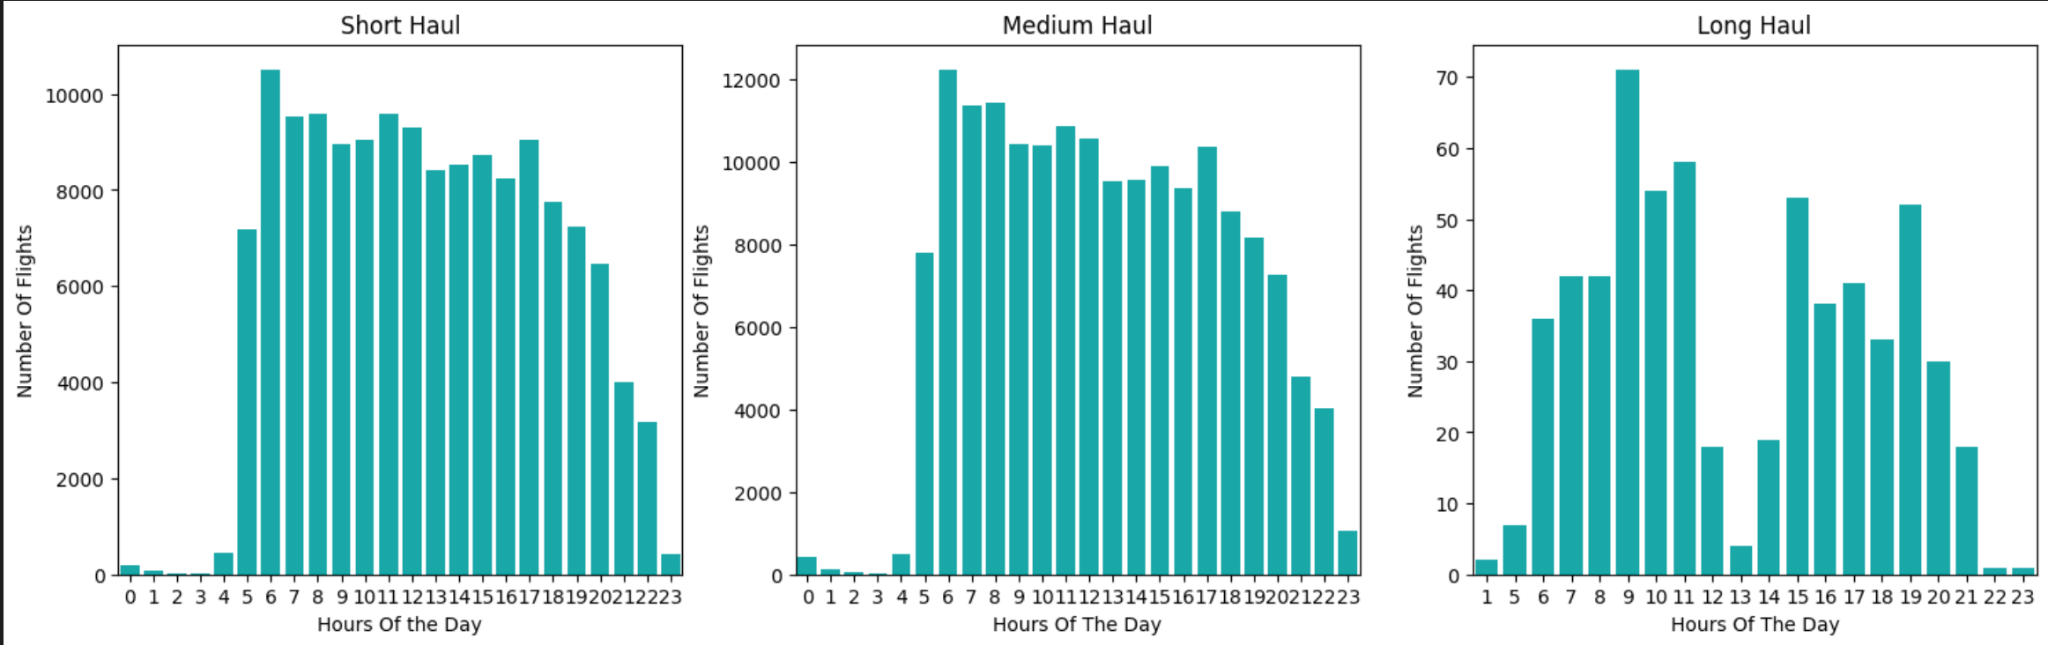 Short Haul
Number Of Flights
10000
8000
6000
4000
2000
0
0 1 2 3 4 5 6 7 8 9 10 11 12 13 14 15 16 17 18 19 20 21 22 23
Hours Of the Day
Medium Haul
Number Of Flights
12000
10000
8000
6000
4000
2000
0
0 1 2 3 4 5 6 7 8 9 10 11 12 13 14 15 16 17 18 19 20 21 22 23
Hours Of The Day
Long Haul
Number Of Flights
70
60
50
40
30
20
10
0
1 5 6 7 8 9 10 11 12 13 14 15 16 17 18 19 20 21 22 23
Hours Of The Day